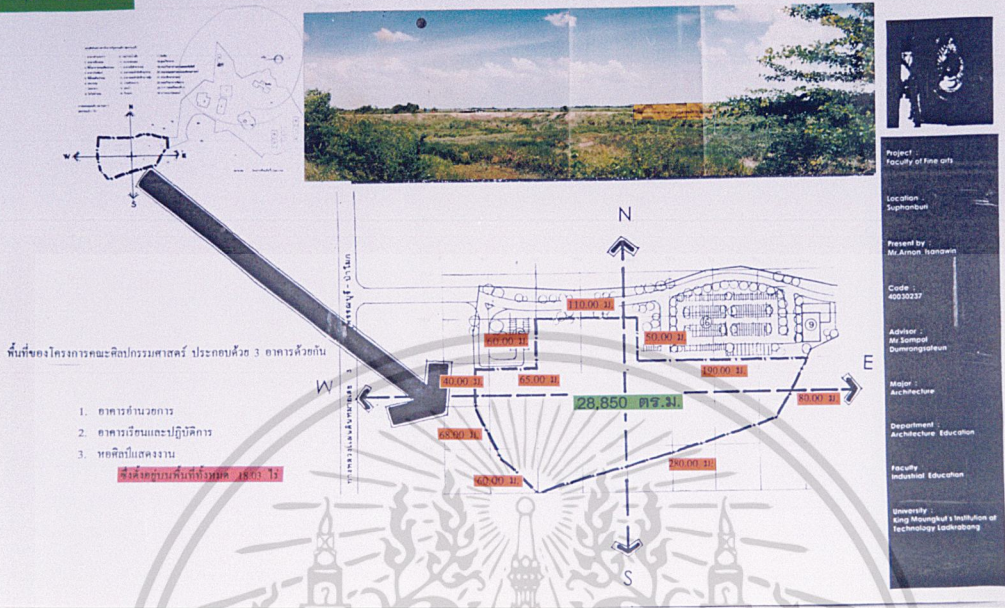 N
W
E
S
พื้นที่ของโครงการคณะศิลปกรรมศาสตร์ ประกอบด้วย 3 อาคารด้วยกัน
1. อาคารอำนวยการ
2. อาคารเรียนและปฏิบัติการ
3. หอศิลป์แสดงงาน
ซึ่งตั้งอยู่บนพื้นที่ทั้งหมด 18.03 ไร่
N
110.00 ม.
60.00 ม.
50.00 ม.
190.00 ม.
E
W
40.00 ม.
65.00 ม.
80.00 ม.
28,850 ตร.ม.
68.00 ม.
280.00 ม.
60.00 ม.
S
Project :
Faculty of Fine arts
Location :
Suphanburi
Present by :
Mr.Arnon Isanawin
Code :
40030237
Advisor :
Mr.Sompol
Dumrongsateun
Major :
Architecture
Department :
Architecture Education
Faculty
Industrial Education
University :
King Moungkut's Institution of
Technology Ladkrabang